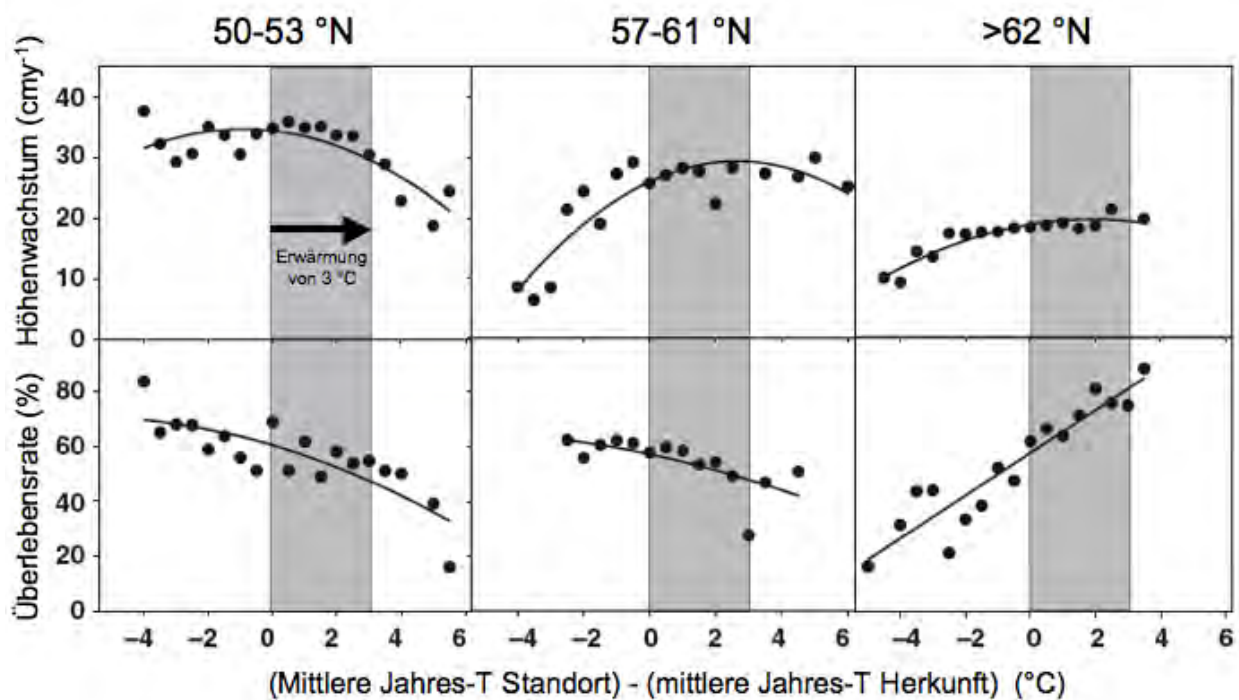 50-53 °N
57-61 °N
>62 °N
Höhenwachstum (cmy⁻¹)
40
30
20
10
0
Erwärmung
von 3 °C
Überlebensrate (%)
80
60
40
20
0
−4 −2 0 2 4 6 −4 −2 0 2 4 6 −4 −2 0 2 4 6
(Mittlere Jahres-T Standort) - (mittlere Jahres-T Herkunft) (°C)